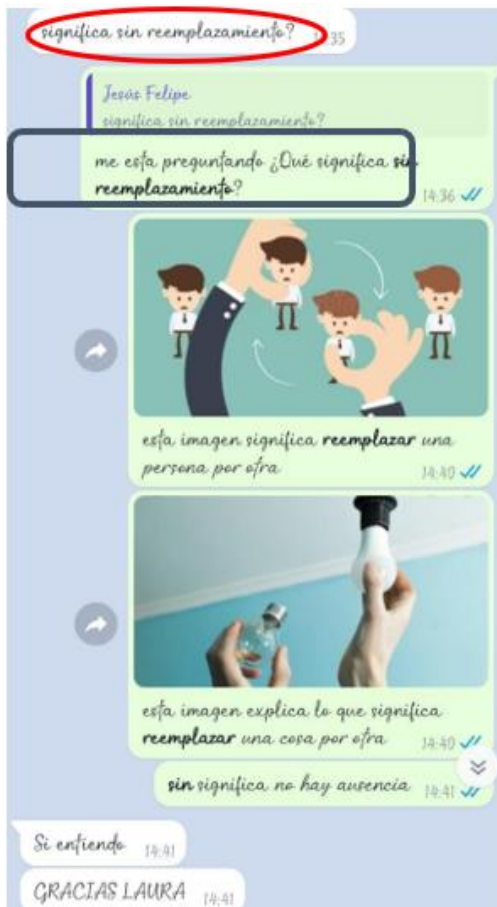 significa sin reemplazamiento? 14:35
Jesús Felipe
significa sin reemplazamiento?
me esta preguntando ¿Qué significa sin
reemplazamiento?
14:36
esta imagen significa reemplazar una
persona por otra
14:40
esta imagen explica lo que significa
reemplazar una cosa por otra 14:40
sin significa no hay ausencia 14:41
Si entiendo 14:41
GRACIAS LAURA 14:41